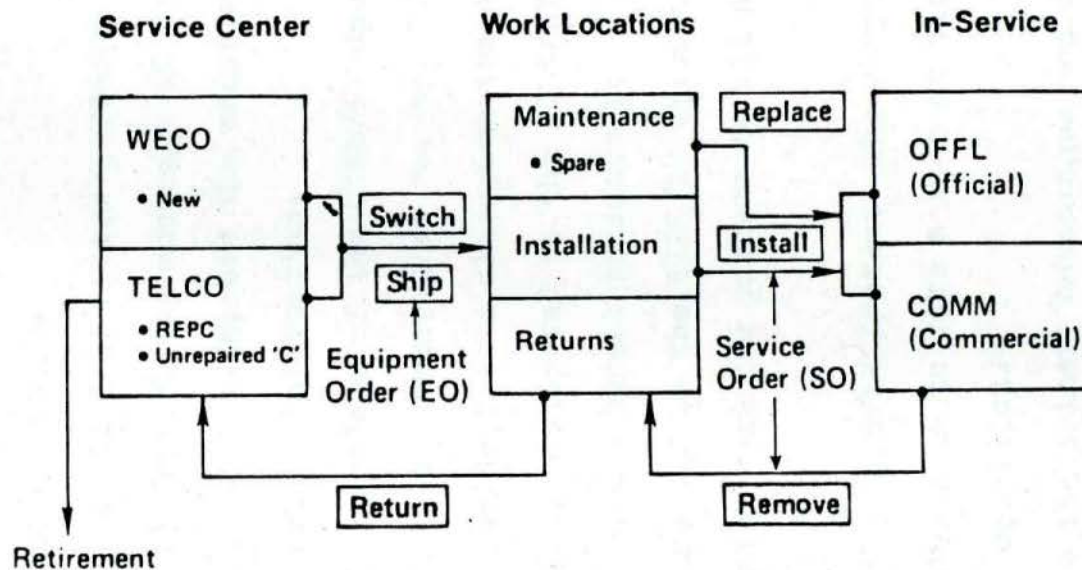 Service Center
Work Locations
In-Service
WECO
• New
TELCO
• REPC
• Unrepaired 'C'
Switch
Ship
Equipment
Order (EO)
Maintenance
• Spare
Installation
Returns
Replace
Install
Service
Order (SO)
OFFL
(Official)
COMM
(Commercial)
Return
Remove
Retirement